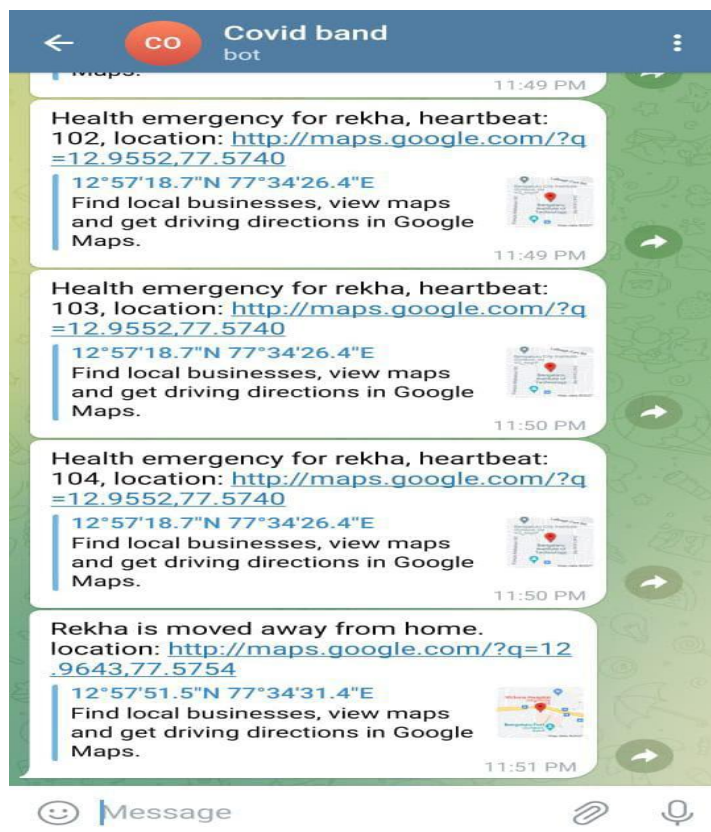 CO
Covid band
bot
Maps.
11:49 PM
Health emergency for rekha, heartbeat:
102, location: http://maps.google.com/?q
=12.9552,77.5740
12°57'18.7"N 77°34'26.4"E
Find local businesses, view maps
and get driving directions in Google
Maps.
11:49 PM
Health emergency for rekha, heartbeat:
103, location: http://maps.google.com/?q
=12.9552,77.5740
12°57'18.7"N 77°34'26.4"E
Find local businesses, view maps
and get driving directions in Google
Maps.
11:50 PM
Health emergency for rekha, heartbeat:
104, location: http://maps.google.com/?q
=12.9552,77.5740
12°57'18.7"N 77°34'26.4"E
Find local businesses, view maps
and get driving directions in Google
Maps.
11:50 PM
Rekha is moved away from home.
location: http://maps.google.com/?q=12
.9643,77.5754
12°57'51.5"N 77°34'31.4"E
Find local businesses, view maps
and get driving directions in Google
Maps.
11:51 PM
Message